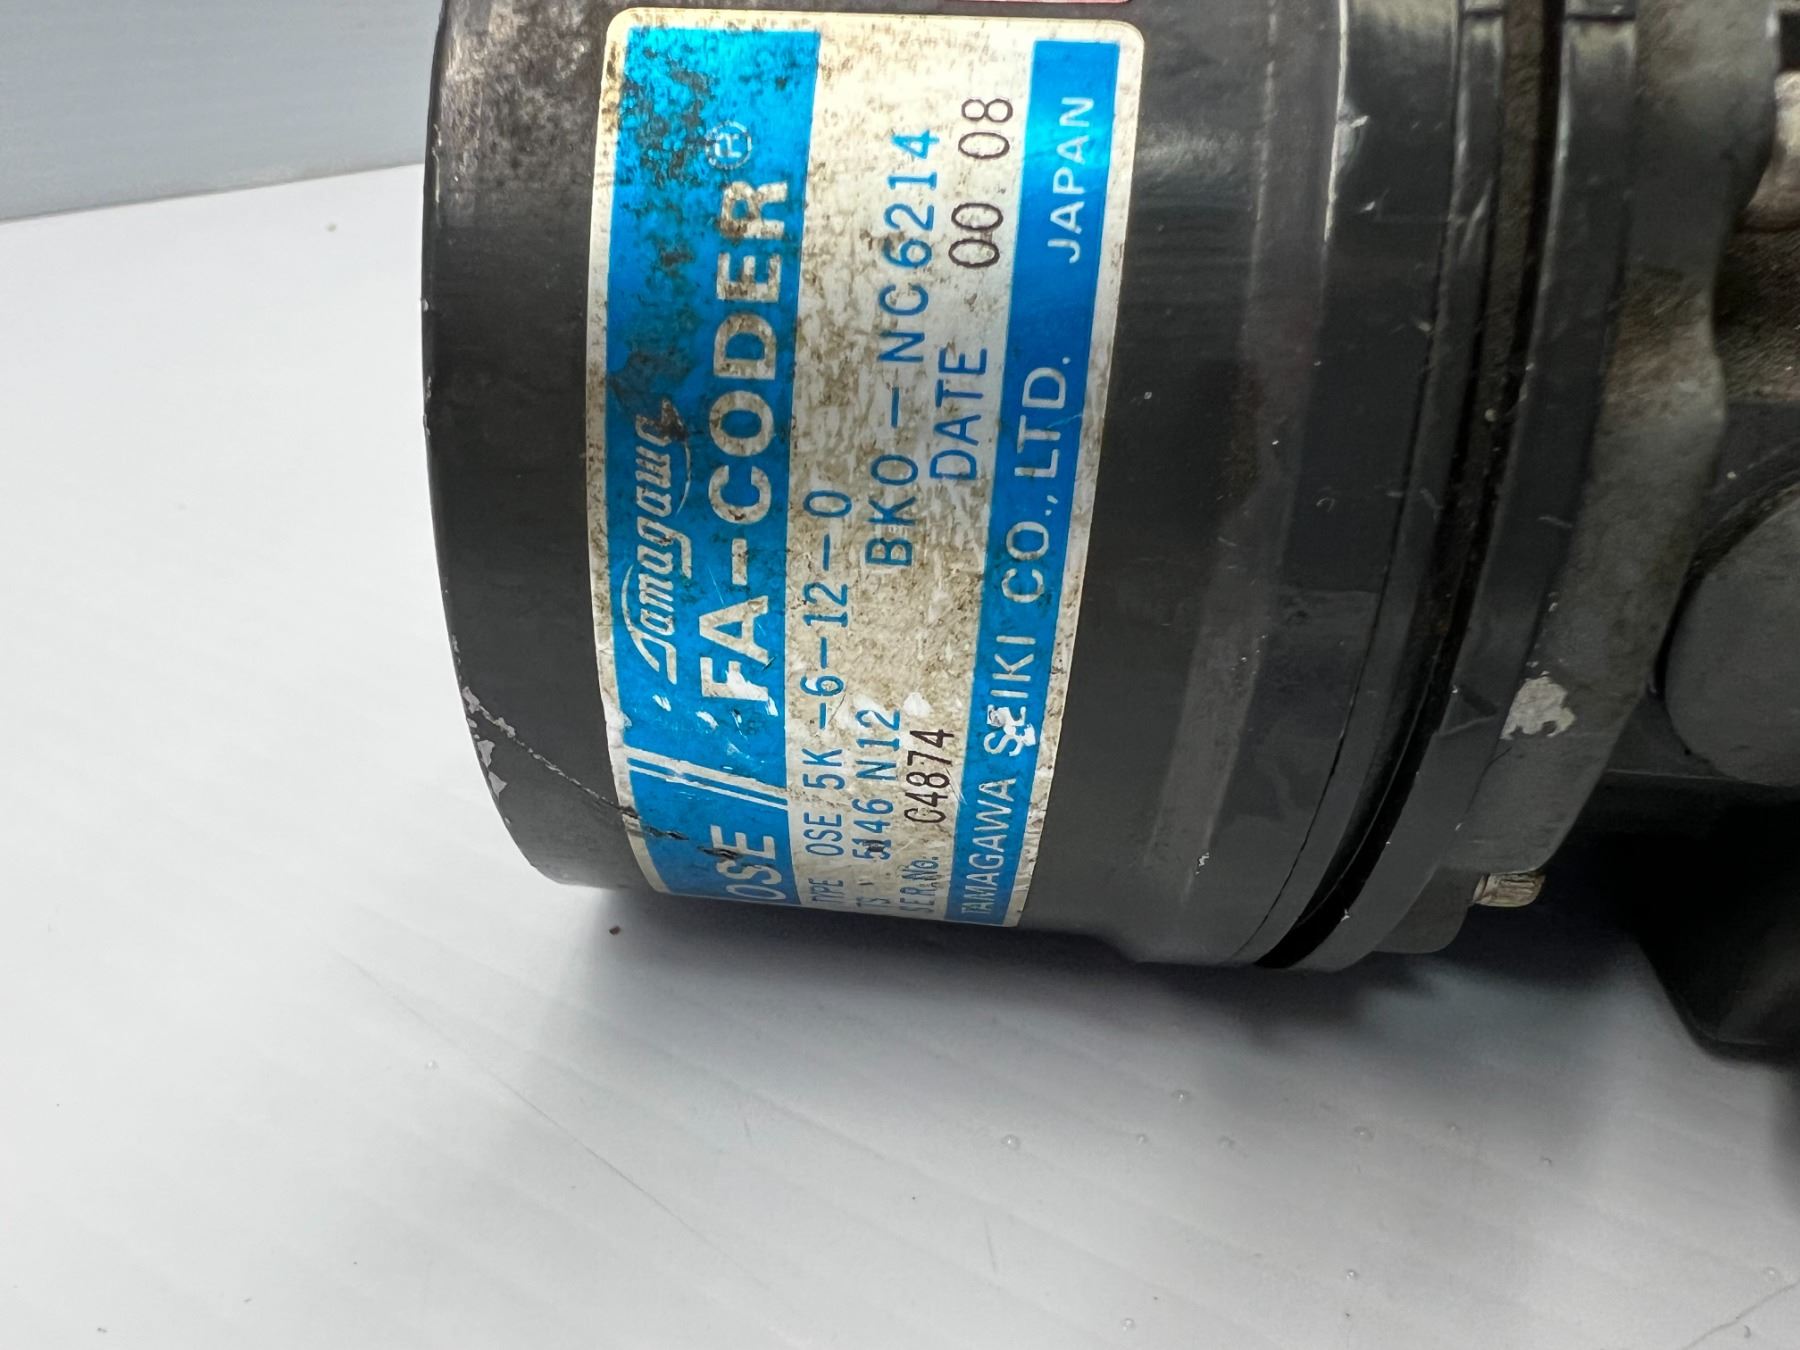 Tamagawa
OSE FA-CODER®
TYPE OSE 5K-6-12-0
TS 5146 N12 BKO-NC6214
SER.No. C4874 DATE 00 08
TAMAGAWA SEIKI CO.,LTD. JAPAN